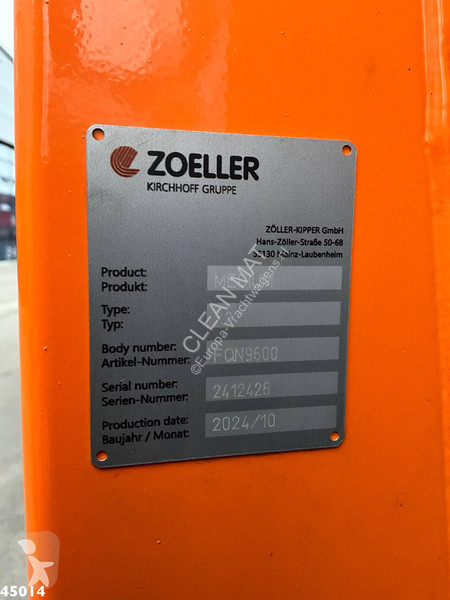 ZOELLER
KIRCHHOFF GRUPPE
ZÖLLER-KIPPER GmbH
Hans-Zöller-Straße 50-68
55130 Mainz-Laubenheim
Product:
Produkt:
Type:
Typ:
Body number: FQN9600
Artikel-Nummer:
Serial number: 2412426
Serien-Nummer:
Production date: 2024/10
Baujahr / Monat:
CLEAN MAT
©Europa-Vrachtwagens.nl
45014